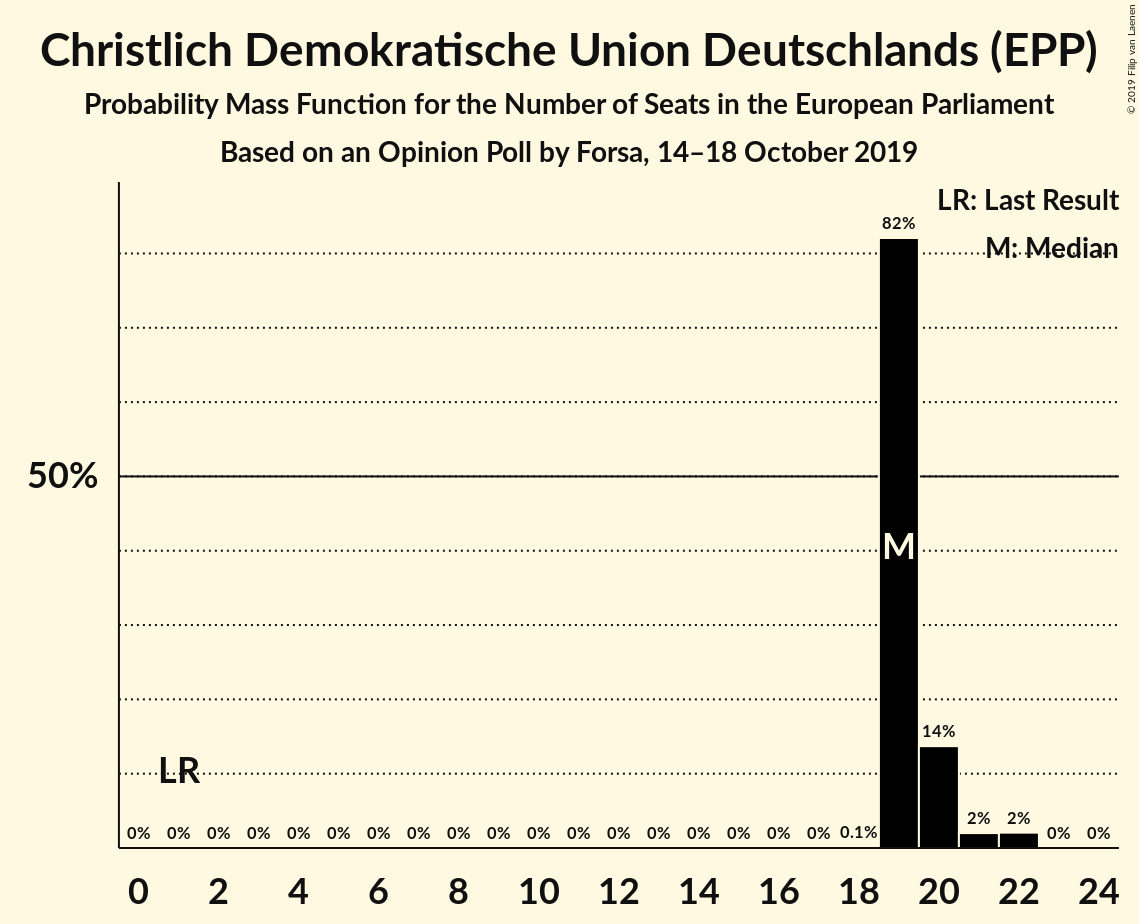 Christlich Demokratische Union Deutschlands (EPP)
Probability Mass Function for the Number of Seats in the European Parliament
Based on an Opinion Poll by Forsa, 14–18 October 2019
© 2019 Filip van Laenen
LR: Last Result
M: Median
82%
50%
M
14%
LR
2% 2%
0% 0% 0% 0% 0% 0% 0% 0% 0% 0% 0% 0% 0% 0% 0% 0% 0% 0% 0.1% 0% 0%
0 2 4 6 8 10 12 14 16 18 20 22 24